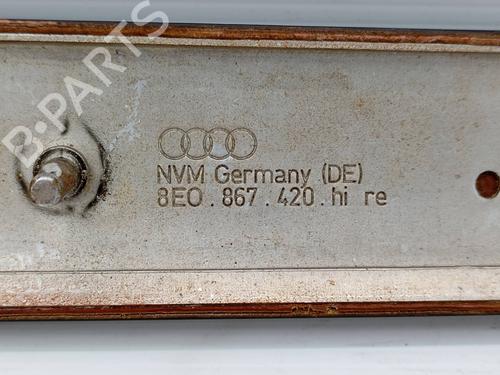 B-PARTS
NVM Germany (DE)
8E0 . 867 . 420 . hi re